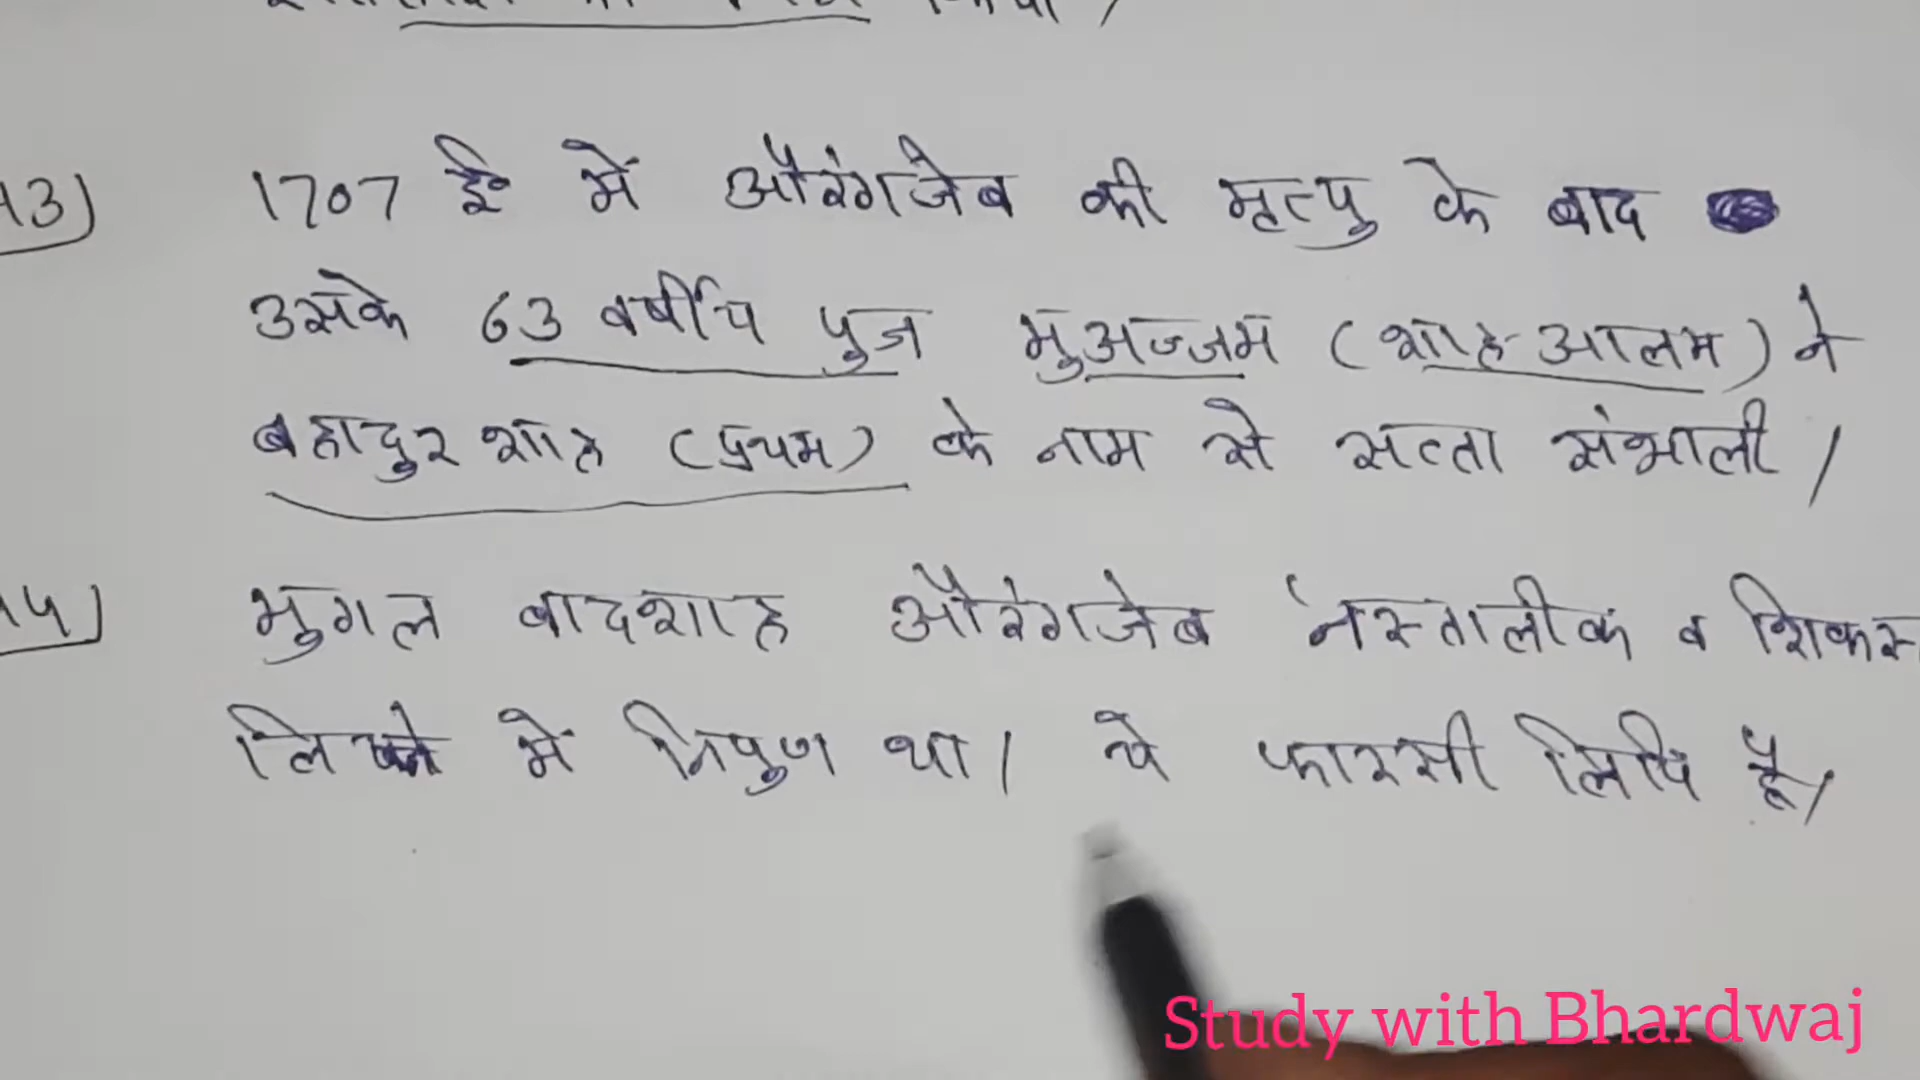 13) 1707 ई० में औरंगजेब की मृत्यु के बाद
उसके 63 वर्षीय पुत्र मुअज्जम (शाह-आलम) ने
बहादुर शाह (प्रथम) के नाम से सत्ता संभाली।
14) मुगल बादशाह औरंगजेब नस्तालीक व शिकस्
लिखने में निपुण था। ये फारसी लिपि है।
Study with Bhardwaj